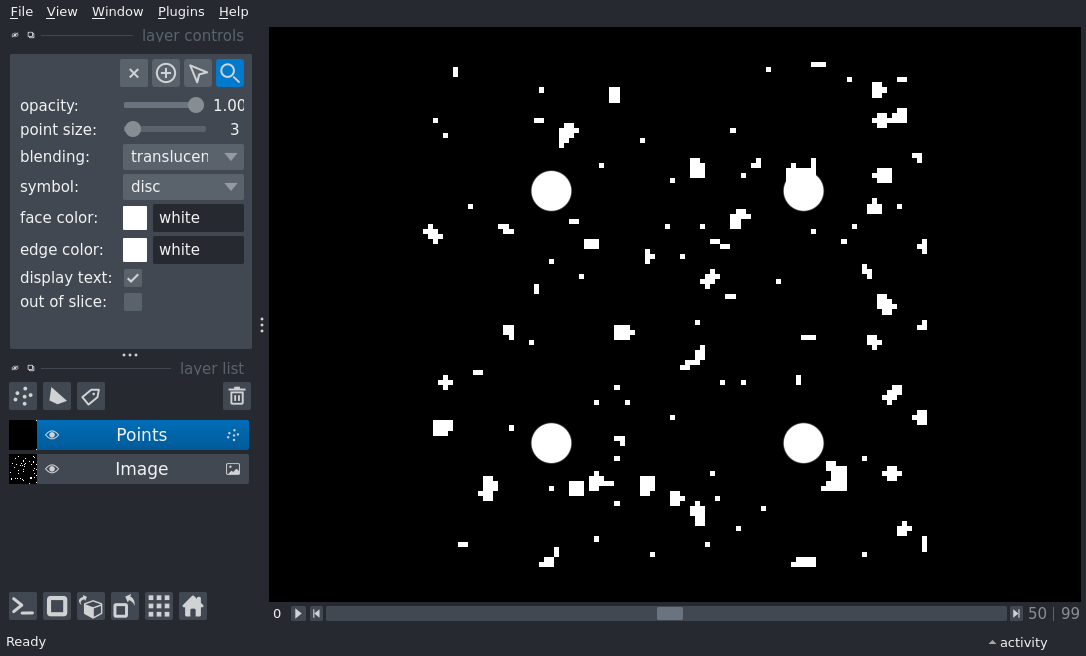 File View Window Plugins Help
layer controls
opacity: 1.00
point size: 3
blending: translucen
symbol: disc
face color: white
edge color: white
display text:
out of slice:
layer list
Points
Image
0 50 | 99
Ready activity